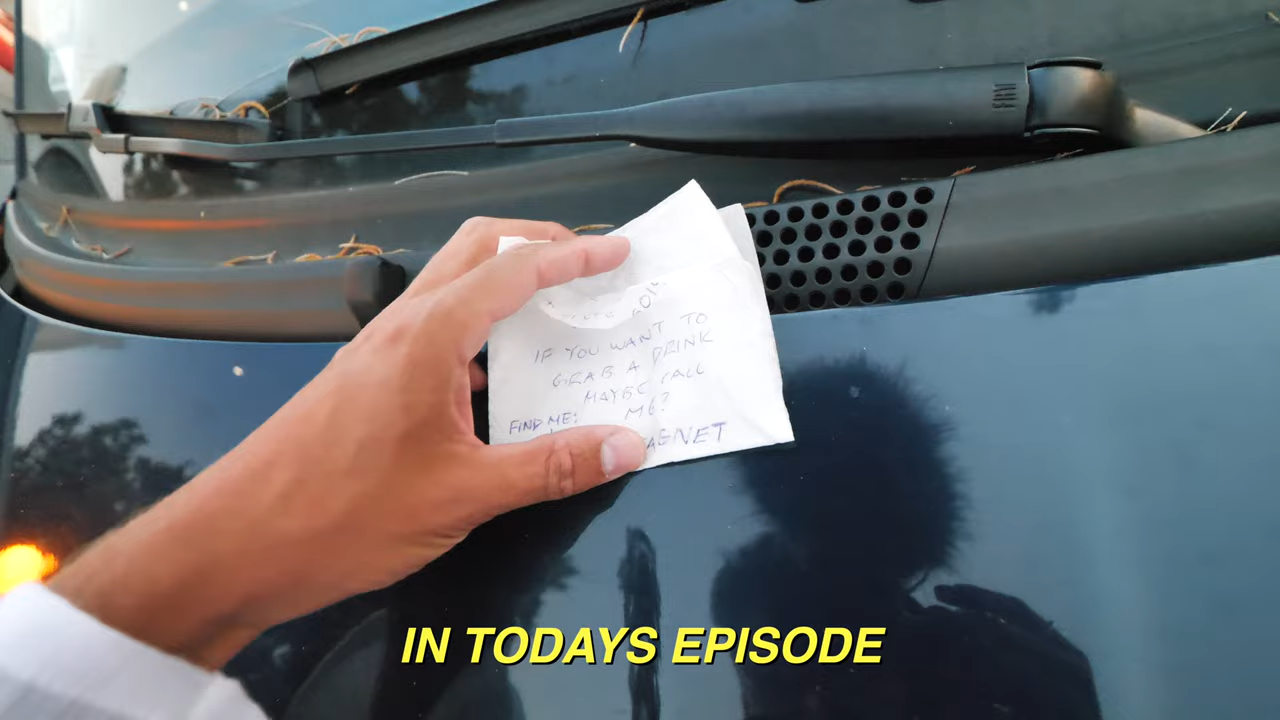 IF YOU WANT TO
GRAB A DRINK
MAYBE CALL
ME?
FIND ME:
IN TODAYS EPISODE